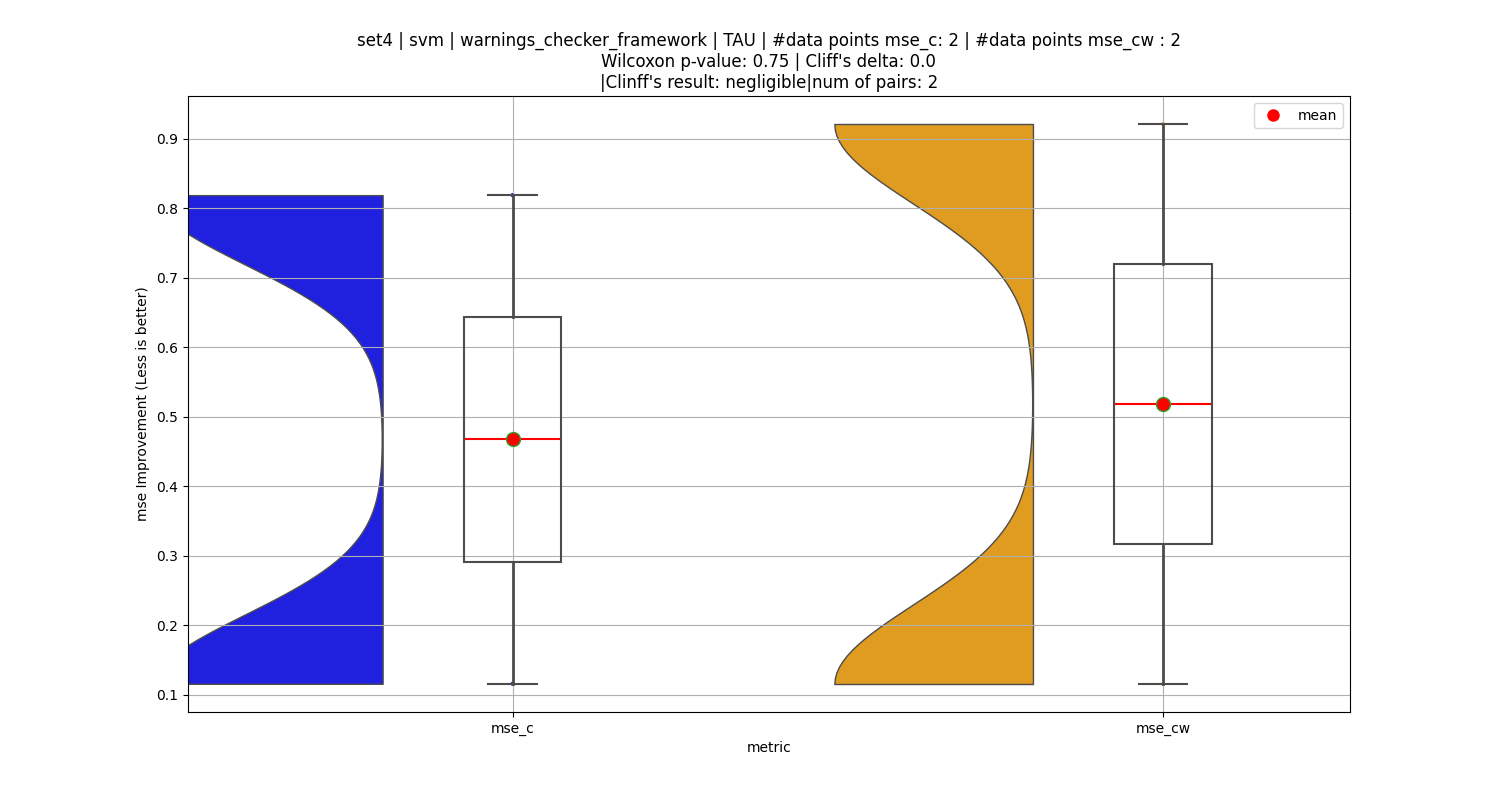 set4 | svm | warnings_checker_framework | TAU | #data points mse_c: 2 | #data points mse_cw : 2
Wilcoxon p-value: 0.75 | Cliff's delta: 0.0
|Clinff's result: negligible|num of pairs: 2
mean
0.9
0.8
0.7
0.6
0.5
0.4
0.3
0.2
0.1
mse Improvement (Less is better)
mse_c
mse_cw
metric